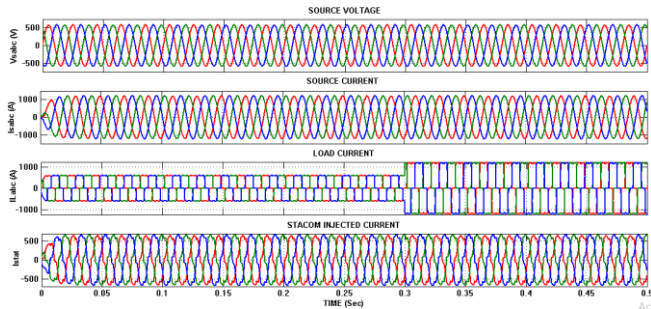 SOURCE VOLTAGE
Vsabc (V)
500
0
-500
SOURCE CURRENT
Isabc (A)
1000
0
-1000
LOAD CURRENT
ILabc (A)
1000
0
-1000
STACOM INJECTED CURRENT
Istat
500
0
-500
0 0.05 0.1 0.15 0.2 0.25 0.3 0.35 0.4 0.45 0.5
TIME (Sec)